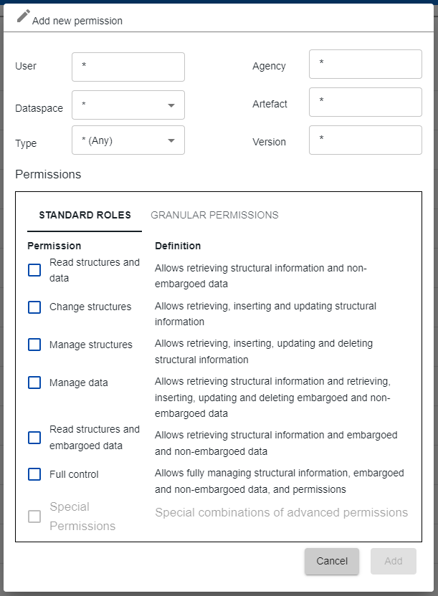 Add new permission
User * Agency *
Dataspace * Artefact *
Type * (Any) Version *
Permissions
STANDARD ROLES GRANULAR PERMISSIONS
Permission Definition
Read structures and
data
Allows retrieving structural information and non-
embargoed data
Change structures
Allows retrieving, inserting and updating structural
information
Manage structures
Allows retrieving, inserting, updating and deleting
structural information
Manage data
Allows retrieving structural information and retrieving,
inserting, updating and deleting embargoed and non-
embargoed data
Read structures and
embargoed data
Allows retrieving structural information and embargoed
and non-embargoed data
Full control
Allows fully managing structural information, embargoed
and non-embargoed data, and permissions
Special
Permissions
Special combinations of advanced permissions
Cancel Add